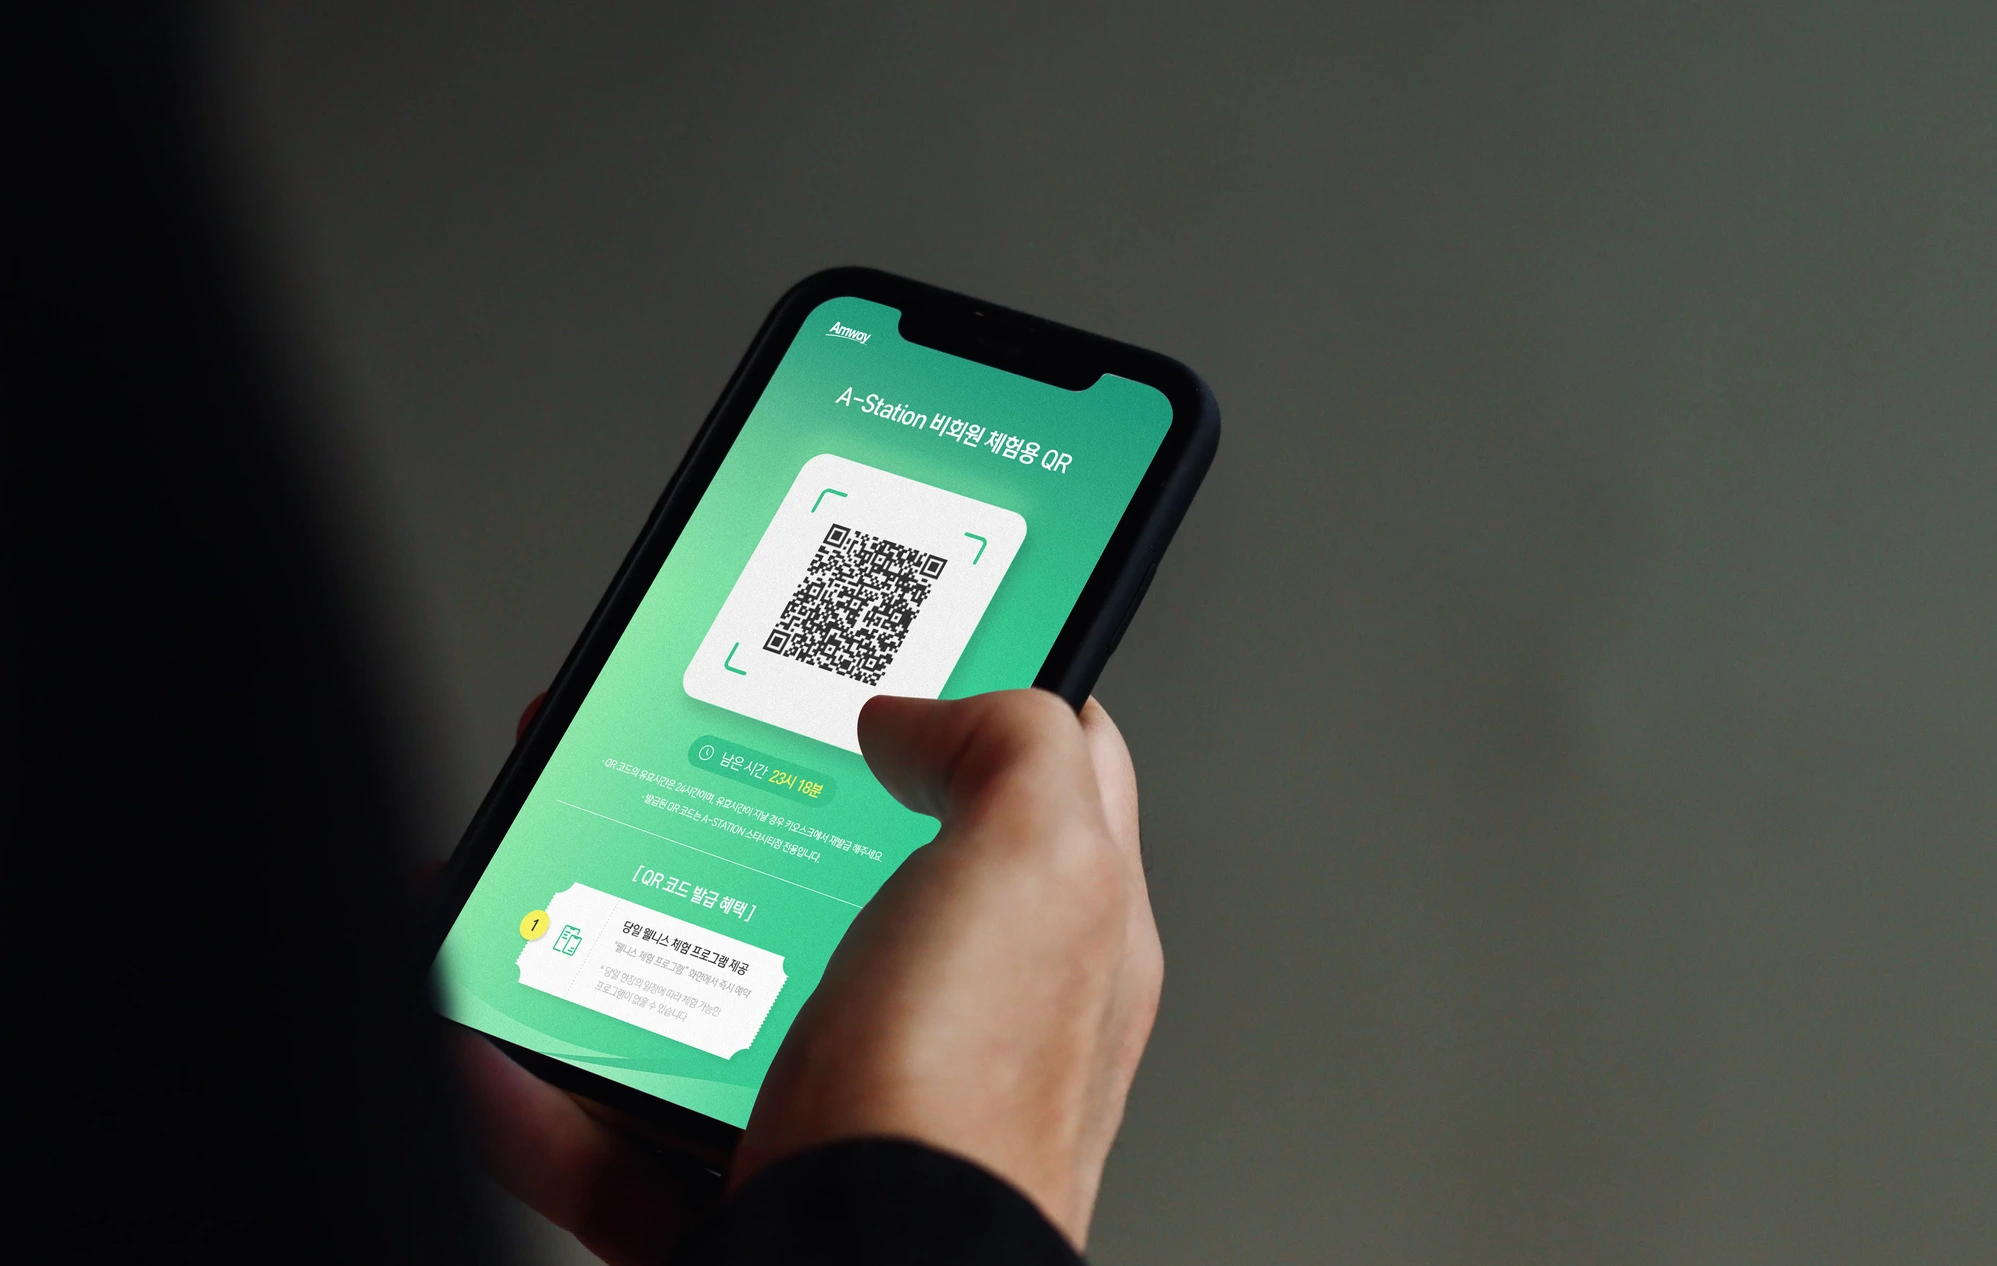 Amway
A-Station 비회원 체험용 QR
남은 시간 23시 18분
· QR 코드의 유효시간은 24시간이며, 유효시간이 지날 경우 키오스크에서 재발급 해주세요.
· 발급된 QR 코드는 A-STATION 스타시티점 전용입니다.
[ QR 코드 발급 혜택 ]
1
당일 웰니스 체험 프로그램 제공
"웰니스 체험 프로그램" 화면에서 즉시 예약
* 당일 현장의 일정에 따라 체험 가능한
프로그램이 없을 수 있습니다